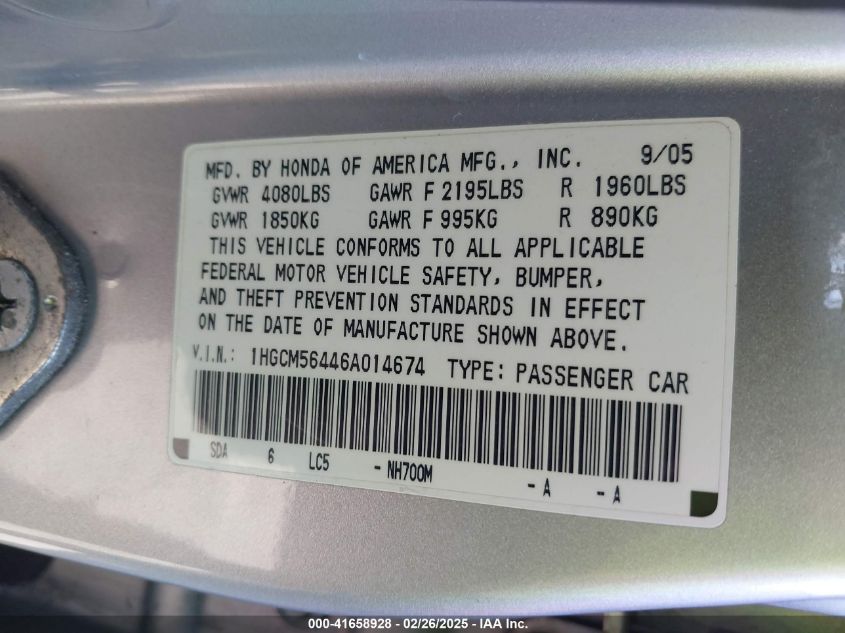 MFD. BY HONDA OF AMERICA MFG., INC. 9/05
GVWR 4080LBS GAWR F 2195LBS R 1960LBS
GVWR 1850KG GAWR F 995KG R 890KG
THIS VEHICLE CONFORMS TO ALL APPLICABLE
FEDERAL MOTOR VEHICLE SAFETY, BUMPER,
AND THEFT PREVENTION STANDARDS IN EFFECT
ON THE DATE OF MANUFACTURE SHOWN ABOVE.
V.I.N.: 1HGCM56446A014674 TYPE: PASSENGER CAR
SDA 6 LC5 - NH700M - A - A
000-41658928 - 02/26/2025 - IAA Inc.